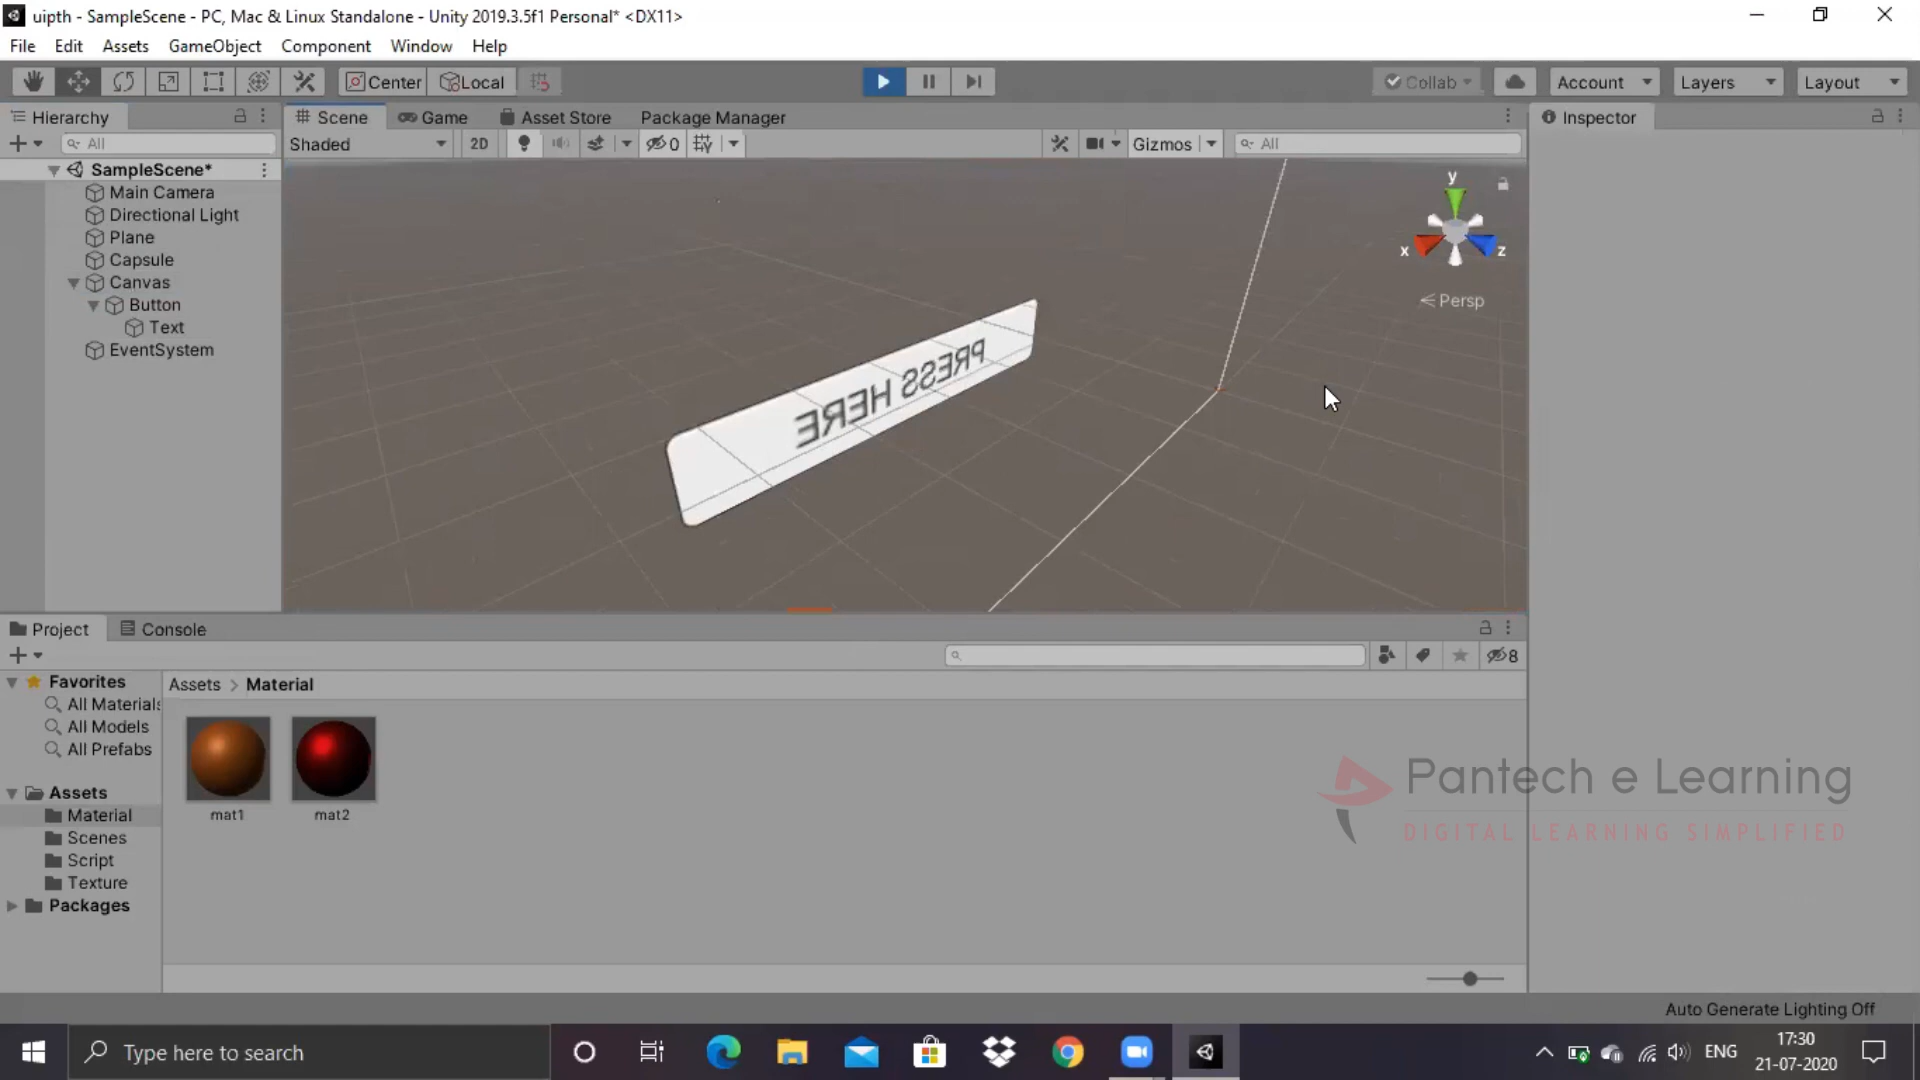 uipth - SampleScene - PC, Mac & Linux Standalone - Unity 2019.3.5f1 Personal* <DX11>
File Edit Assets GameObject Component Window Help
Center Local Collab Account Layers Layout
Hierarchy Scene Game Asset Store Package Manager Inspector
All Shaded 2D 0 Gizmos All
SampleScene*
Main Camera
Directional Light
Plane
Capsule
Canvas
Button
Text
EventSystem
y
x z
Persp
PRESS HERE
Project Console
8
Favorites
All Materials
All Models
All Prefabs
Assets
Material
Scenes
Script
Texture
Packages
Assets > Material
mat1 mat2
Pantech e Learning
DIGITAL LEARNING SIMPLIFIED
Auto Generate Lighting Off
Type here to search
ENG
17:30
21-07-2020